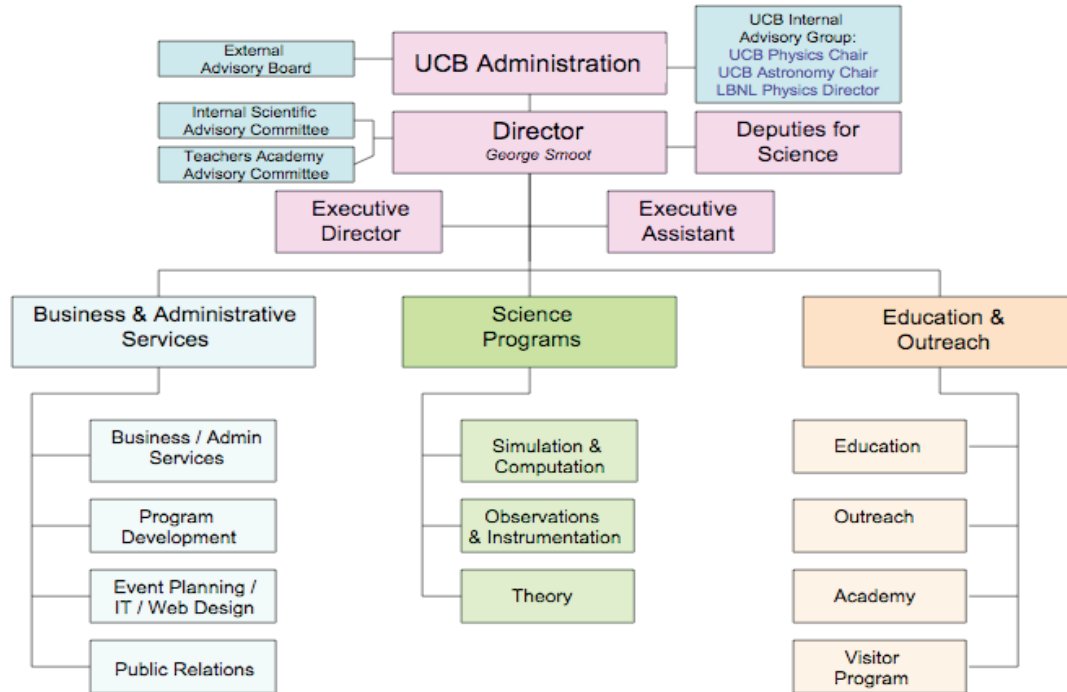 External
Advisory Board
UCB Administration
UCB Internal
Advisory Group:
UCB Physics Chair
UCB Astronomy Chair
LBNL Physics Director
Internal Scientific
Advisory Committee
Teachers Academy
Advisory Committee
Director
George Smoot
Deputies for
Science
Executive
Director
Executive
Assistant
Business & Administrative
Services
Science
Programs
Education &
Outreach
Business / Admin
Services
Program
Development
Event Planning /
IT / Web Design
Public Relations
Simulation &
Computation
Observations
& Instrumentation
Theory
Education
Outreach
Academy
Visitor
Program